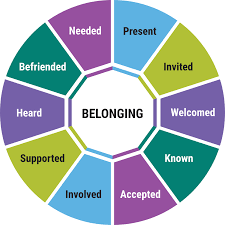 Needed
Present
Invited
Welcomed
Known
Accepted
Involved
Supported
Heard
Befriended
BELONGING